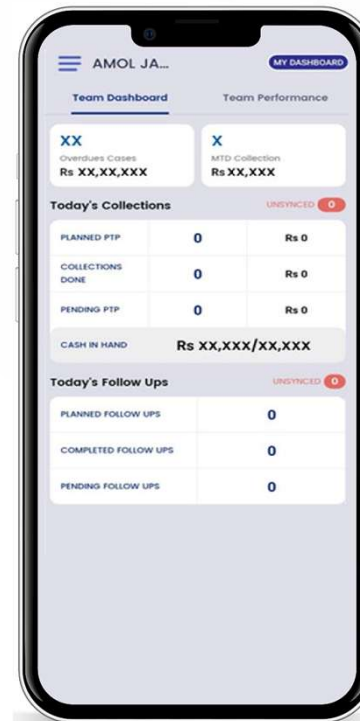 AMOL JA...
MY DASHBOARD
Team Dashboard
Team Performance
XX
Overdues Cases
Rs XX,XX,XXX
X
MTD Collection
Rs XX,XXX
Today's Collections
UNSYNCED 0
PLANNED PTP 0 Rs 0
COLLECTIONS
DONE 0 Rs 0
PENDING PTP 0 Rs 0
CASH IN HAND Rs XX,XXX/XX,XXX
Today's Follow Ups
UNSYNCED 0
PLANNED FOLLOW UPS 0
COMPLETED FOLLOW UPS 0
PENDING FOLLOW UPS 0